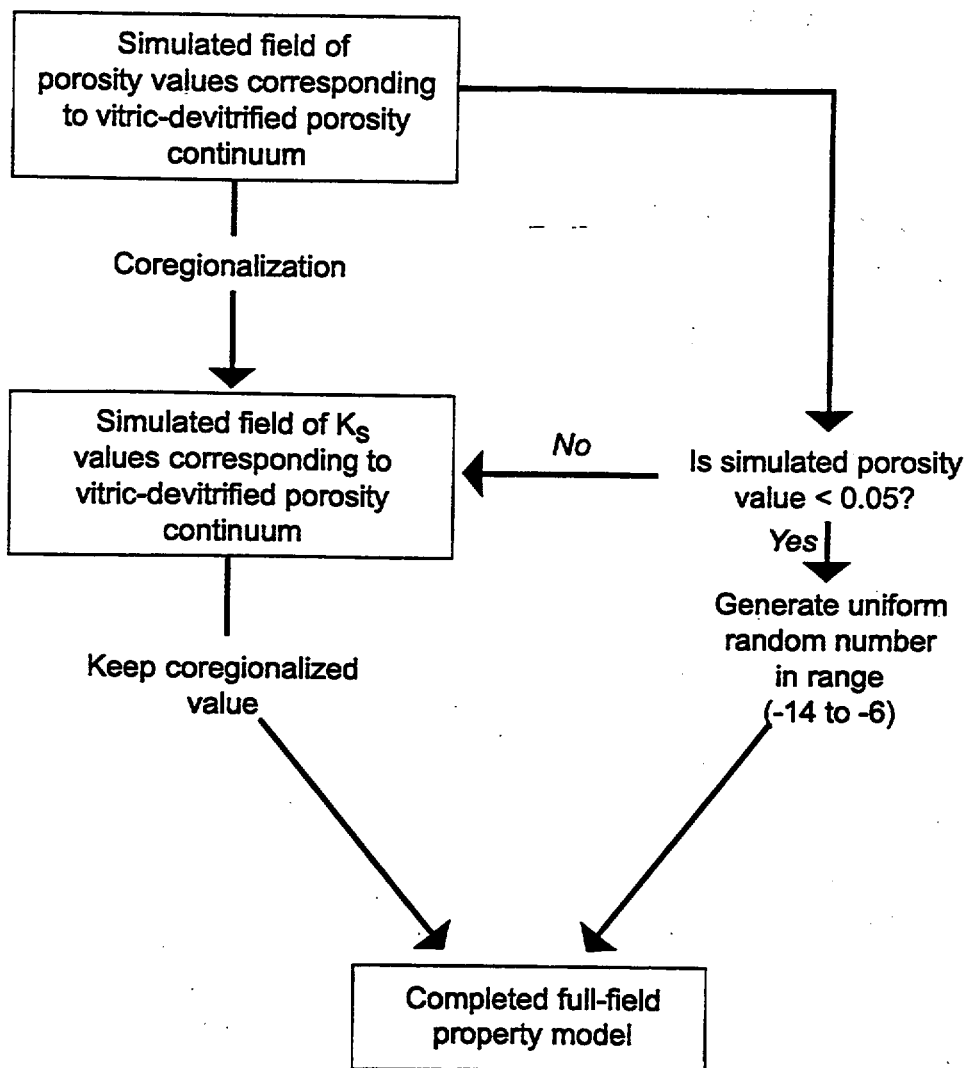 Simulated field of
porosity values corresponding
to vitric-devitrified porosity
continuum
Coregionalization
Simulated field of Ks
values corresponding to
vitric-devitrified porosity
continuum
No
Is simulated porosity
value < 0.05?
Yes
Generate uniform
random number
in range
(-14 to -6)
Keep coregionalized
value
Completed full-field
property model